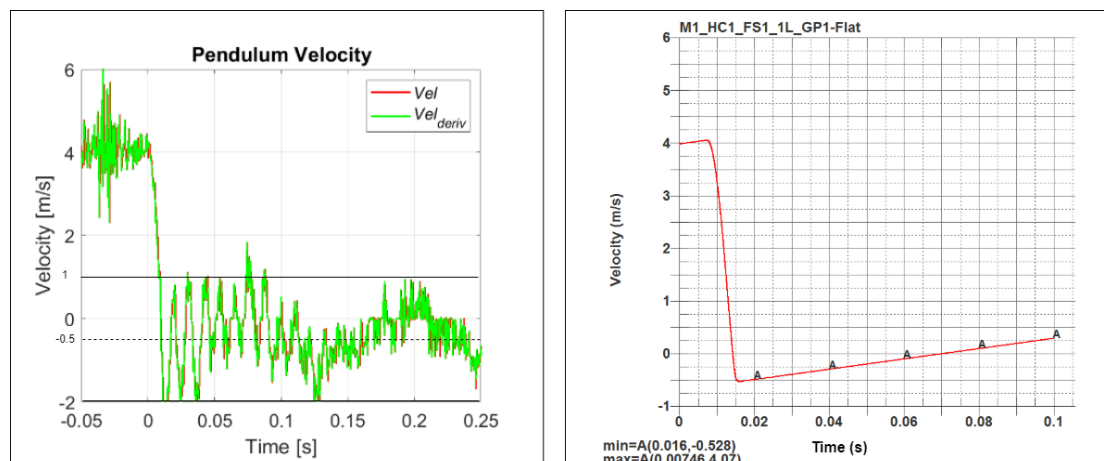 Pendulum Velocity
Velocity [m/s]
6
4
2
1
0
-0.5
-2
Vel
Vel deriv
-0.05 0 0.05 0.1 0.15 0.2 0.25
Time [s]
M1_HC1_FS1_1L_GP1-Flat
Velocity (m/s)
6
5
4
3
2
1
0
-1
A A A A A
0 0.02 0.04 0.06 0.08 0.1
Time (s)
min=A(0.016,-0.528)
max=A(0.00746,4.07)